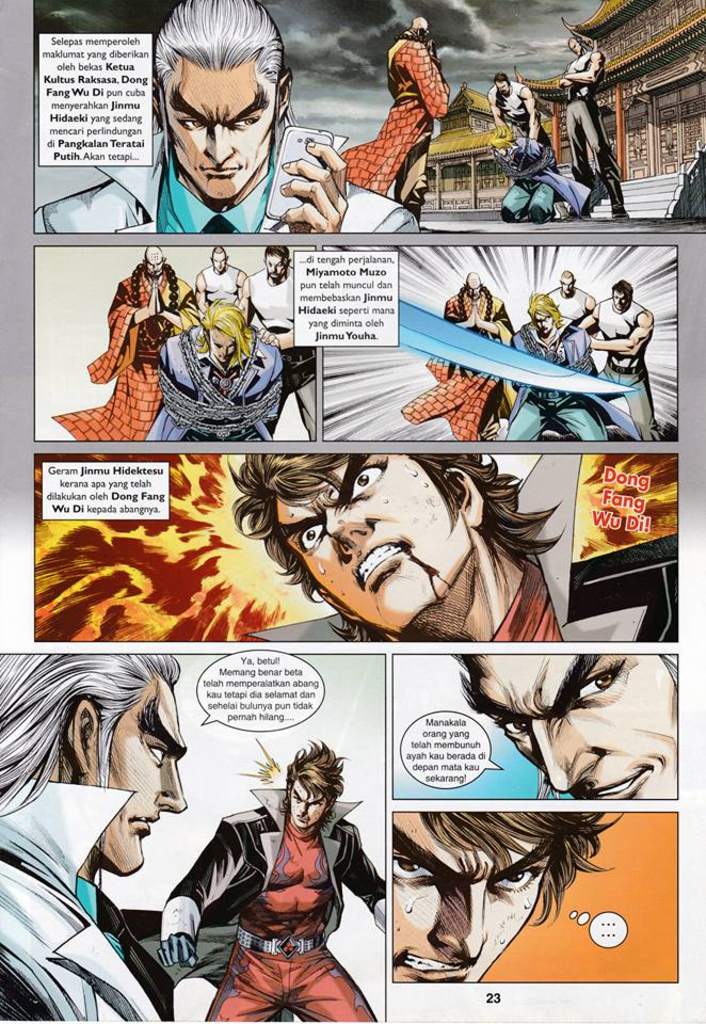 Selepas memperoleh
maklumat yang diberikan
oleh bekas Ketua
Kultus Raksasa, Dong
Fang Wu Di pun cuba
menyerahkan Jinmu
Hidaeki yang sedang
mencari perlindungan
di Pangkalan Teratai
Putih. Akan tetapi...
...di tengah perjalanan,
Miyamoto Muzo
pun telah muncul dan
membebaskan Jinmu
Hidaeki seperti mana
yang diminta oleh
Jinmu Youha.
Geram Jinmu Hidektesu
kerana apa yang telah
dilakukan oleh Dong Fang
Wu Di kepada abangnya.
Dong
Fang
Wu Di!
Ya, betul!
Memang benar beta
telah memperalatkan abang
kau tetapi dia selamat dan
sehelai bulunya pun tidak
pernah hilang....
Manakala
orang yang
telah membunuh
ayah kau berada di
depan mata kau
sekarang!
...
...
23